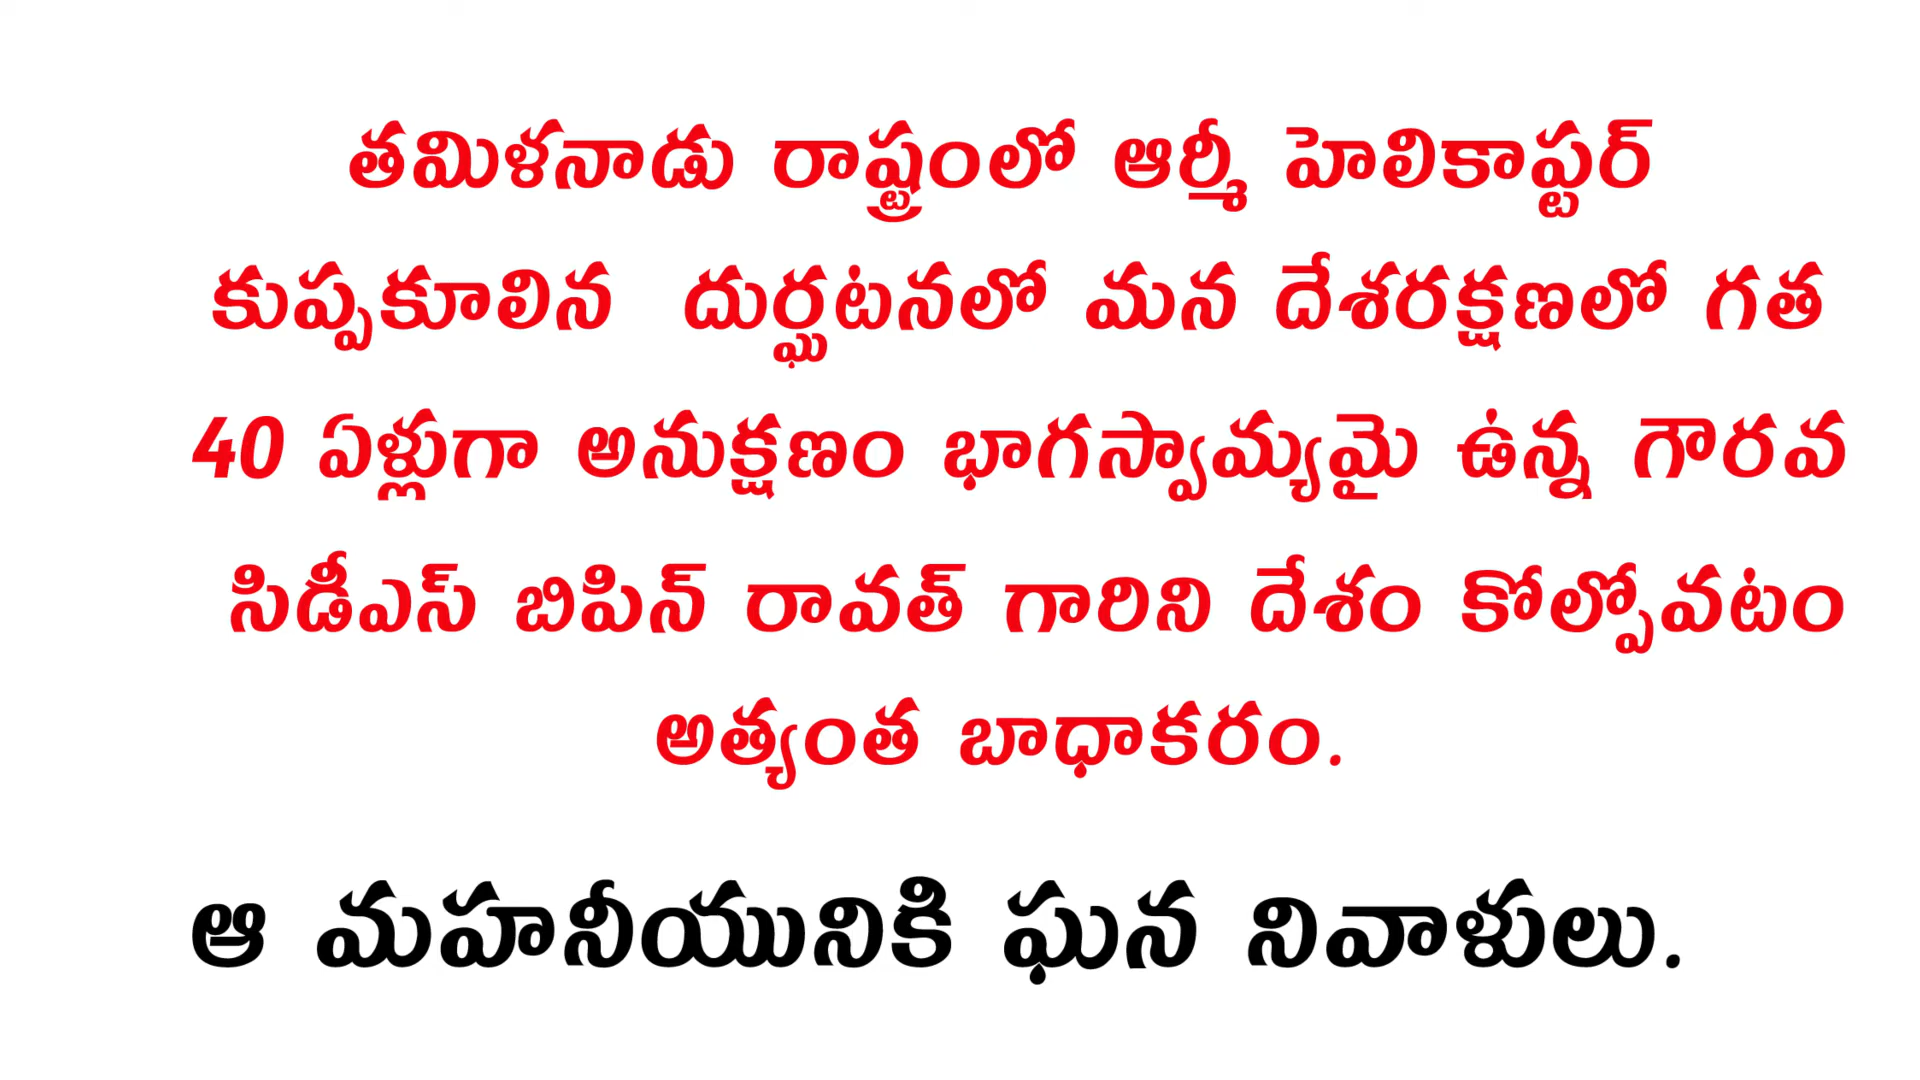 తమిళనాడు రాష్ట్రంలో ఆర్మీ హెలికాప్టర్
కుప్పకూలిన దుర్ఘటనలో మన దేశరక్షణలో గత
40 ఏళ్లుగా అనుక్షణం భాగస్వామ్యమై ఉన్న గౌరవ
సిడీఎస్ బిపిన్ రావత్ గారిని దేశం కోల్పోవటం
అత్యంత బాధాకరం.
ఆ మహనీయునికి ఘన నివాళులు.